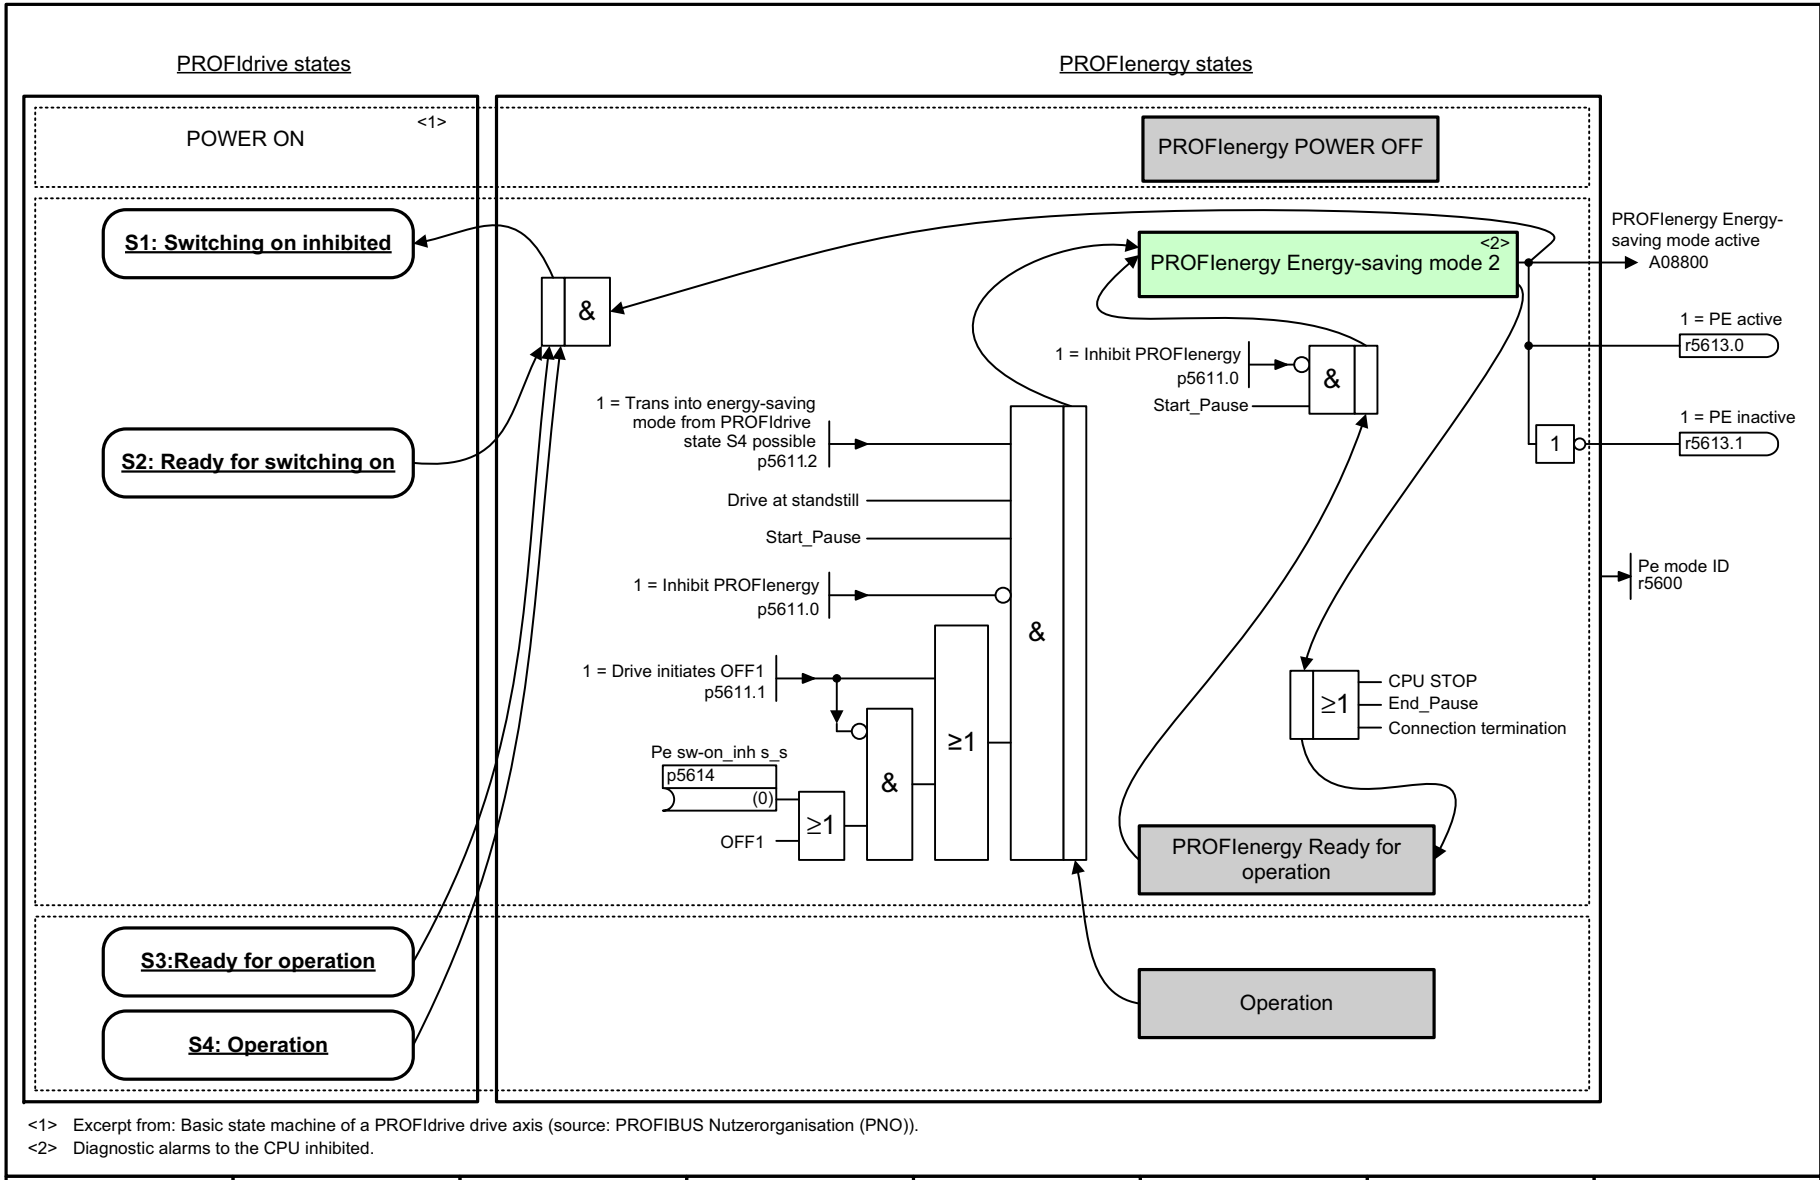 PROFIdrive states
PROFIenergy states
POWER ON
<1>
PROFIenergy POWER OFF
S1: Switching on inhibited
<2>
PROFIenergy Energy-saving mode 2
PROFIenergy Energy-
saving mode active
A08800
&
1 = PE active
r5613.0
1 = Inhibit PROFIenergy
p5611.0
Start_Pause
&
1 = Trans into energy-saving
mode from PROFIdrive
state S4 possible
p5611.2
1 = PE inactive
r5613.1
1
S2: Ready for switching on
Drive at standstill
Start_Pause
1 = Inhibit PROFIenergy
p5611.0
Pe mode ID
r5600
&
1 = Drive initiates OFF1
p5611.1
≥1
CPU STOP
End_Pause
Connection termination
≥1
Pe sw-on_inh s_s
p5614
(0)
&
≥1
OFF1
PROFIenergy Ready for
operation
S3:Ready for operation
Operation
S4: Operation
<1> Excerpt from: Basic state machine of a PROFIdrive drive axis (source: PROFIBUS Nutzerorganisation (PNO)).
<2> Diagnostic alarms to the CPU inhibited.